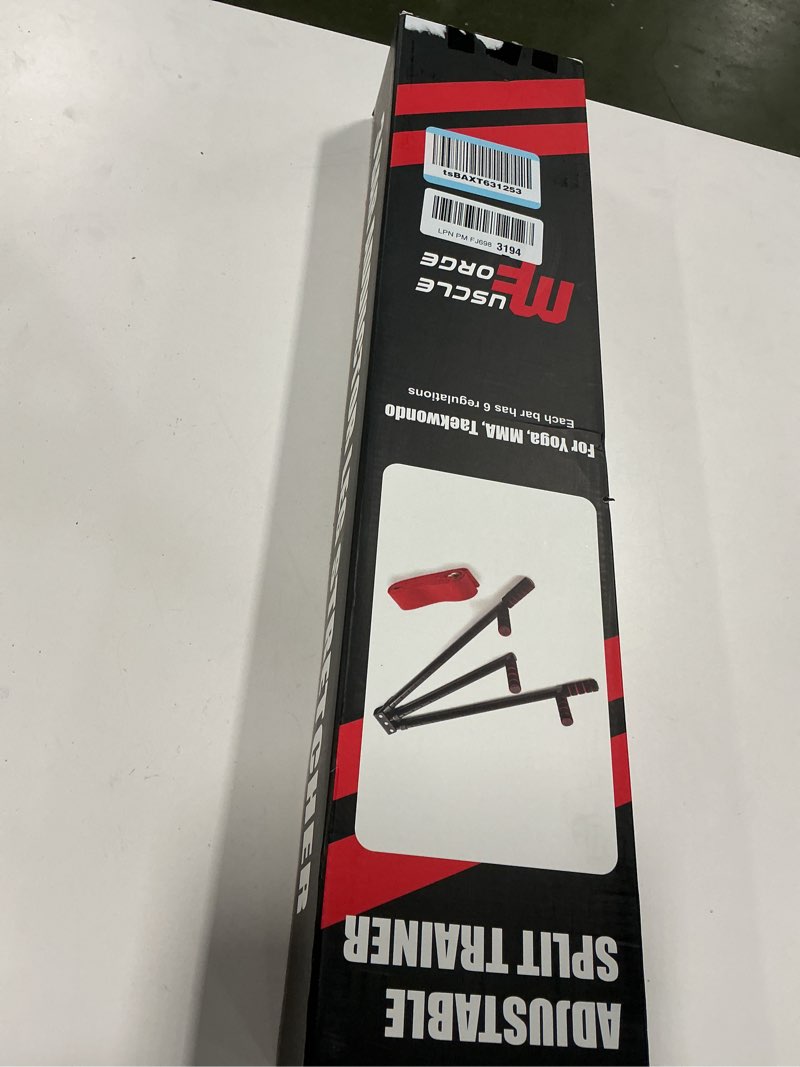 tsBAXT631253
LPN PM FJ698 3194
MUSCLE
FORGE
Each bar has 6 regulations
For Yoga, MMA, Taekwondo
ADJUSTABLE
SPLIT TRAINER
STRETCHER